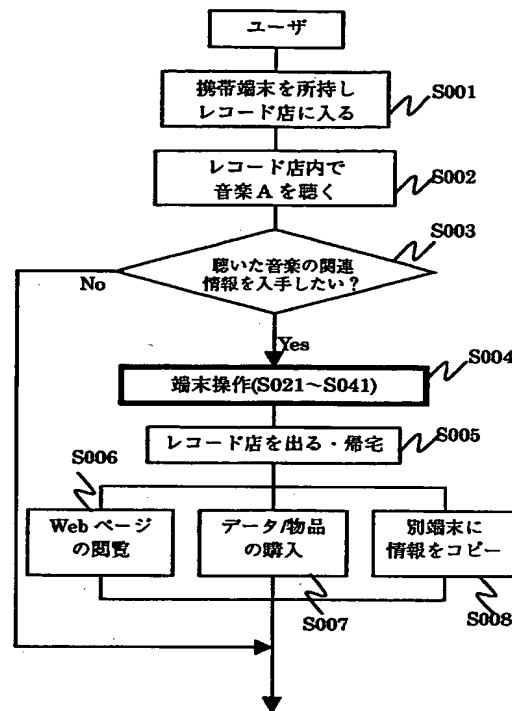 ユーザ
携帯端末を所持し
レコード店に入る
S001
レコード店内で
音楽 A を聴く
S002
S003
聴いた音楽の関連
情報を入手したい？
No
Yes
S004
端末操作(S021～S041)
レコード店を出る・帰宅
S005
S006
Web ページ
の閲覧
データ/物品
の購入
別端末に
情報をコピー
S007
S008